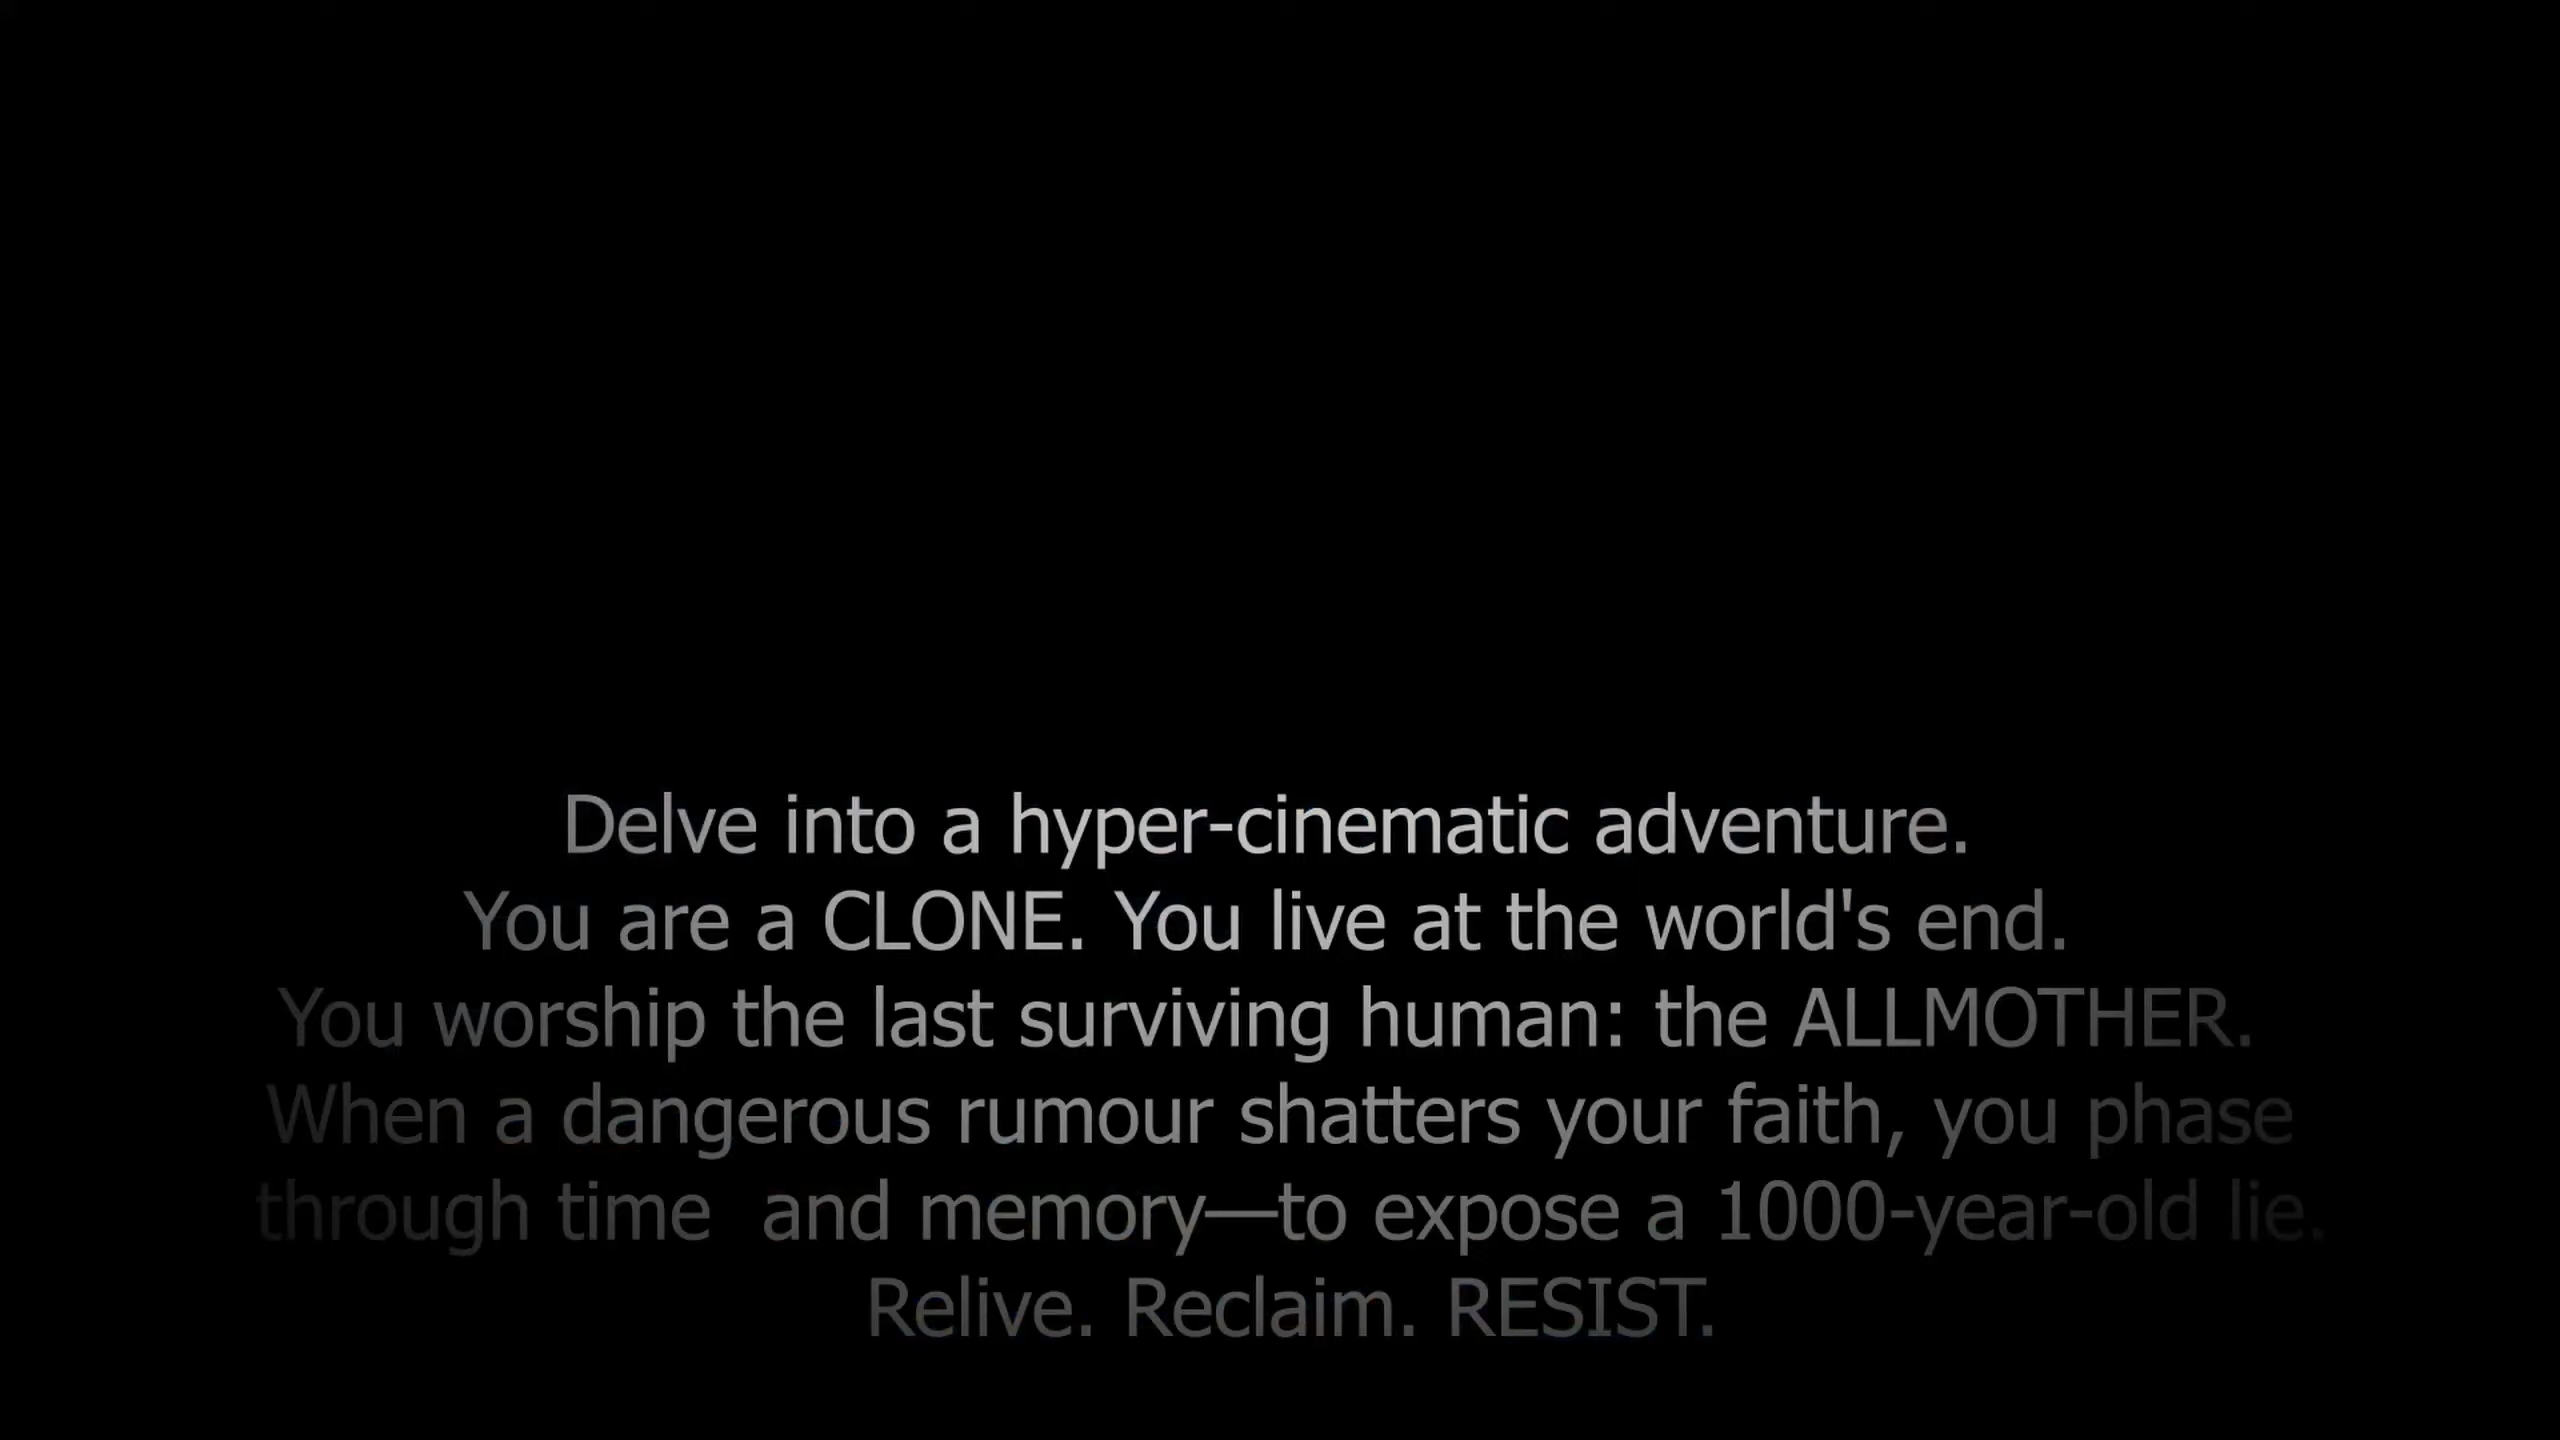 Delve into a hyper-cinematic adventure.
You are a CLONE. You live at the world's end.
You worship the last surviving human: the ALLMOTHER.
When a dangerous rumour shatters your faith, you phase
through time  and memory—to expose a 1000-year-old lie.
Relive. Reclaim. RESIST.